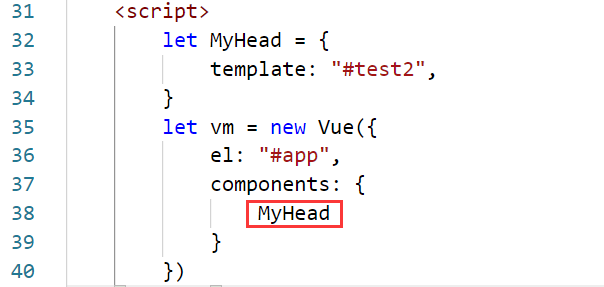 31 <script>
32 let MyHead = {
33 template: "#test2",
34 }
35 let vm = new Vue({
36 el: "#app",
37 components: {
38 MyHead
39 }
40 })